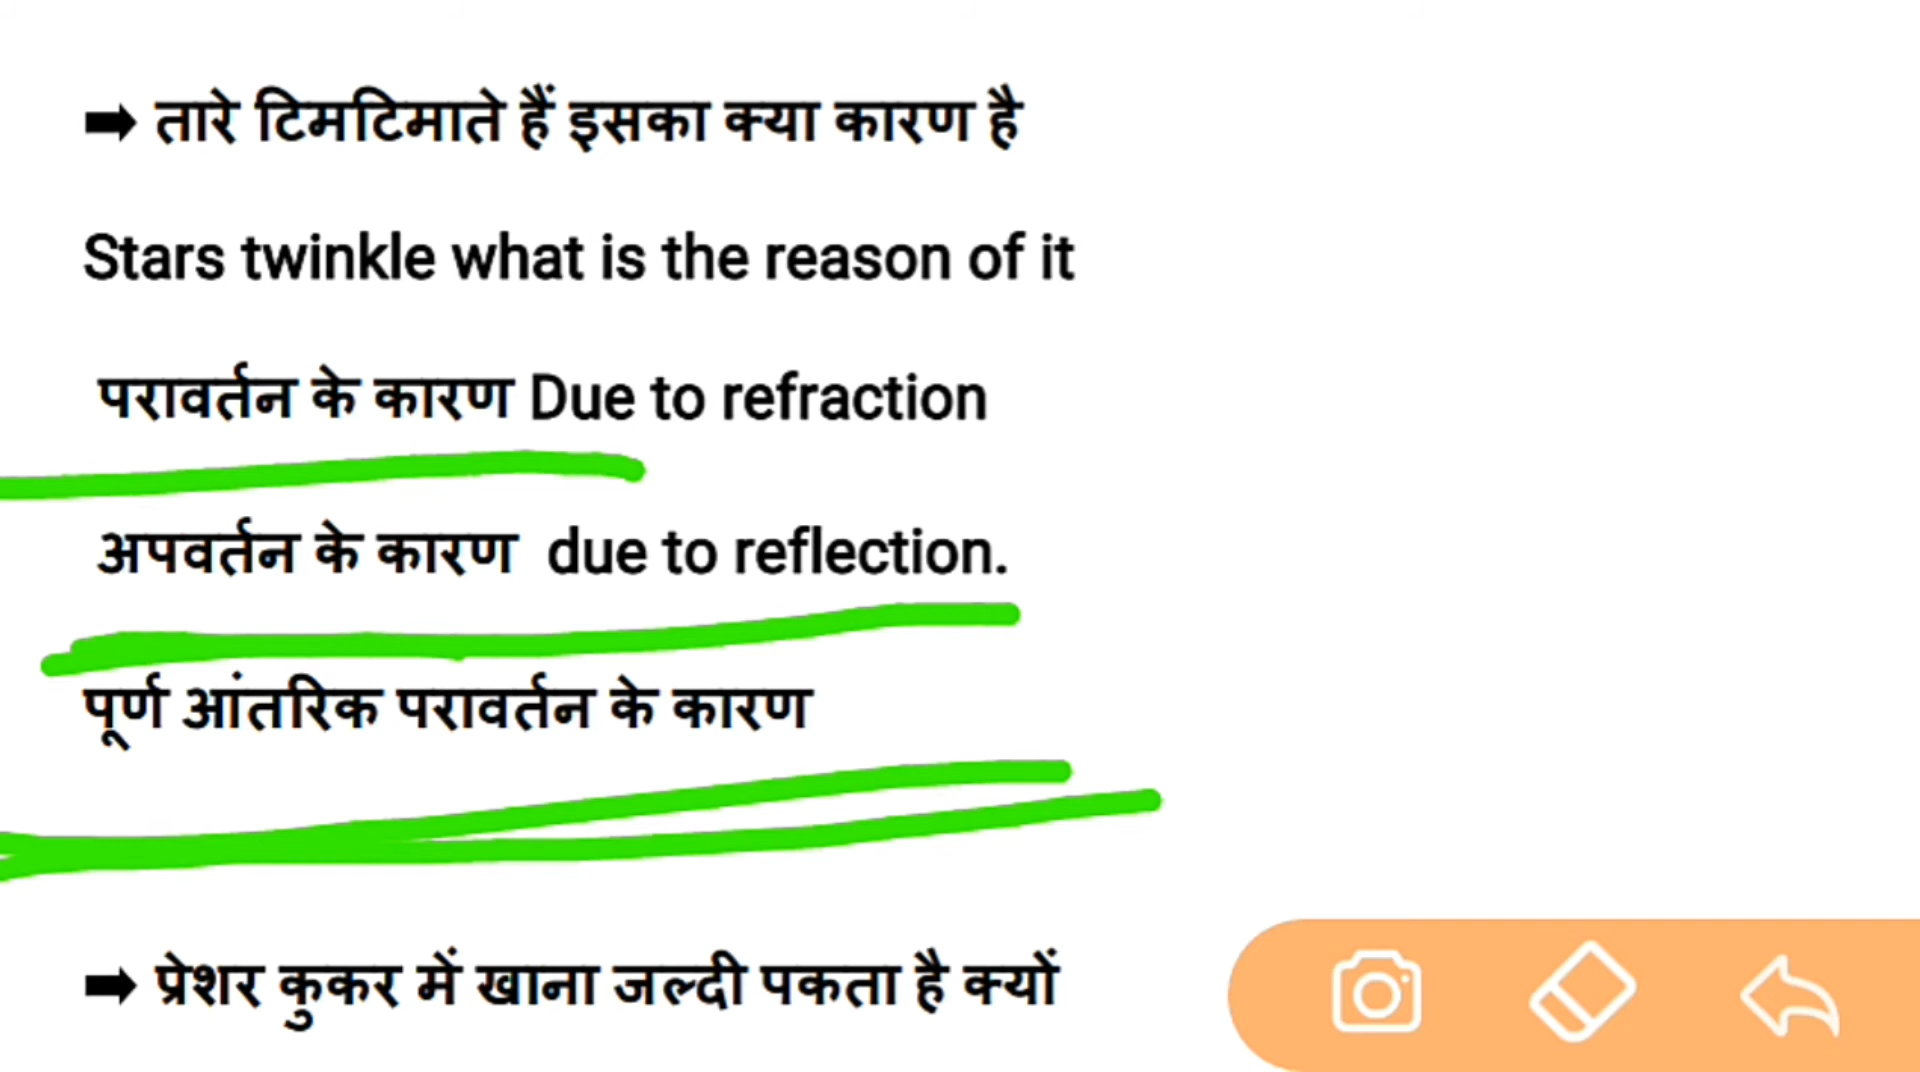 ➡ तारे टिमटिमाते हैं इसका क्या कारण है
Stars twinkle what is the reason of it
परावर्तन के कारण Due to refraction
अपवर्तन के कारण due to reflection.
पूर्ण आंतरिक परावर्तन के कारण
➡ प्रेशर कुकर में खाना जल्दी पकता है क्यों